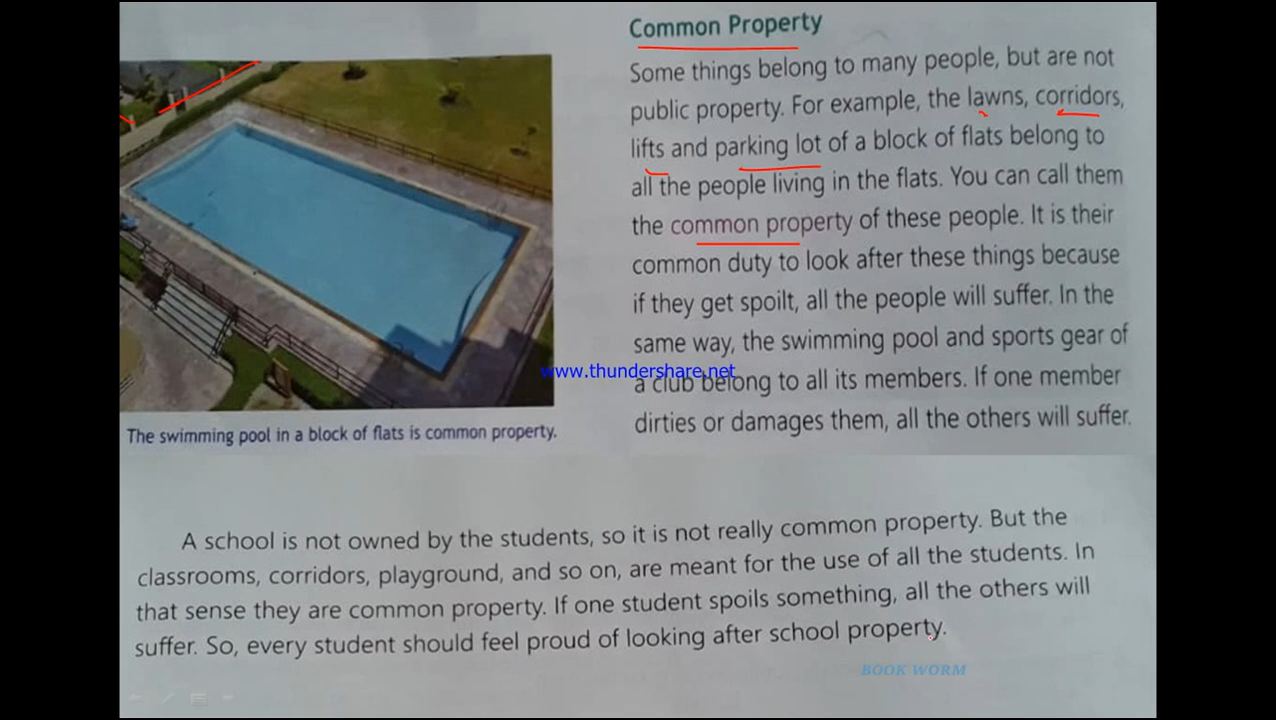 Common Property
Some things belong to many people, but are not
public property. For example, the lawns, corridors,
lifts and parking lot of a block of flats belong to
all the people living in the flats. You can call them
the common property of these people. It is their
common duty to look after these things because
if they get spoilt, all the people will suffer. In the
same way, the swimming pool and sports gear of
a club belong to all its members. If one member
dirties or damages them, all the others will suffer.
www.thundershare.net
The swimming pool in a block of flats is common property.
A school is not owned by the students, so it is not really common property. But the
classrooms, corridors, playground, and so on, are meant for the use of all the students. In
that sense they are common property. If one student spoils something, all the others will
suffer. So, every student should feel proud of looking after school property.
BOOK WORM